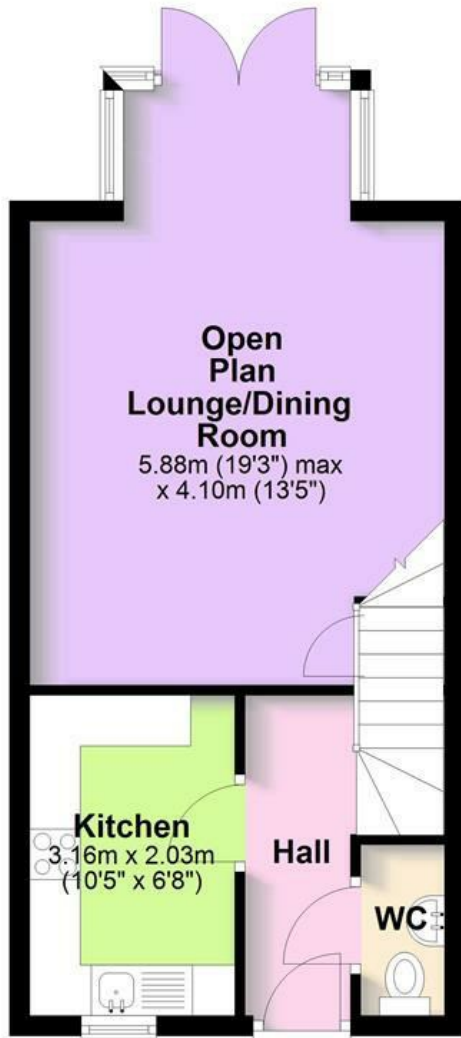 Open
Plan
Lounge/Dining
Room
5.88m (19'3") max
x 4.10m (13'5")
Kitchen
3.16m x 2.03m
(10'5" x 6'8")
Hall
WC